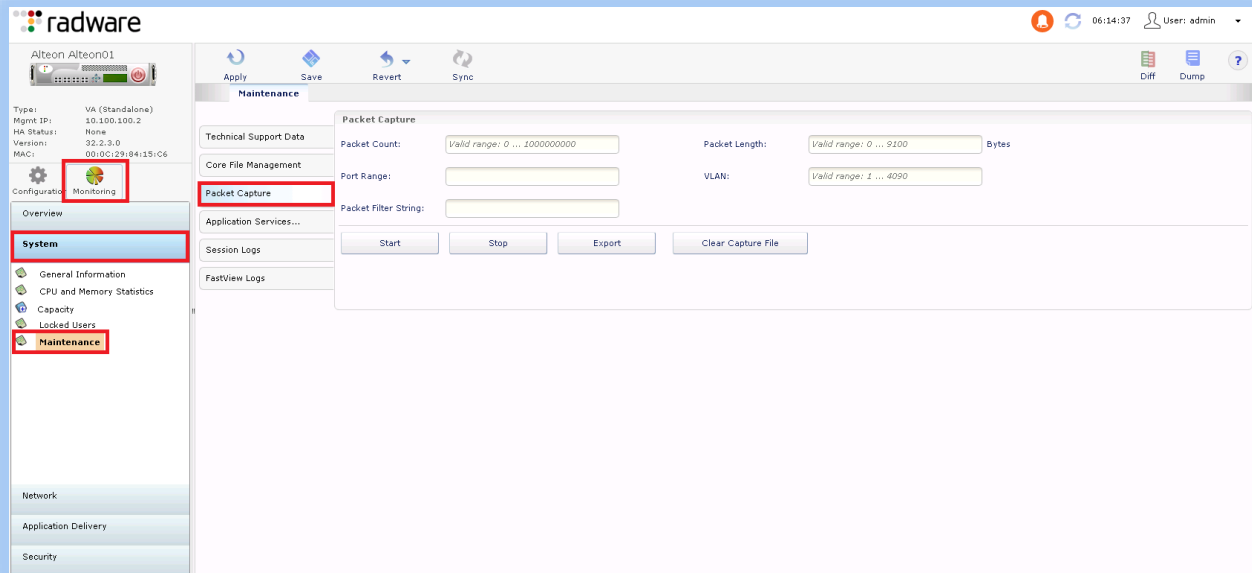 radware
06:14:37 User: admin
Alteon Alteon01
Apply Save Revert Sync Diff Dump ?
Maintenance
Type: VA (Standalone)
Mgmt IP: 10.100.100.2
HA Status: None
Version: 32.2.3.0
MAC: 00:0C:29:84:15:C6
Configuration Monitoring
Overview
System
General Information
CPU and Memory Statistics
Capacity
Locked Users
Maintenance
Network
Application Delivery
Security
Technical Support Data
Core File Management
Packet Capture
Application Services...
Session Logs
FastView Logs
Packet Capture
Packet Count: Valid range: 0 ... 1000000000 Packet Length: Valid range: 0 ... 9100 Bytes
Port Range: VLAN: Valid range: 1 ... 4090
Packet Filter String:
Start Stop Export Clear Capture File